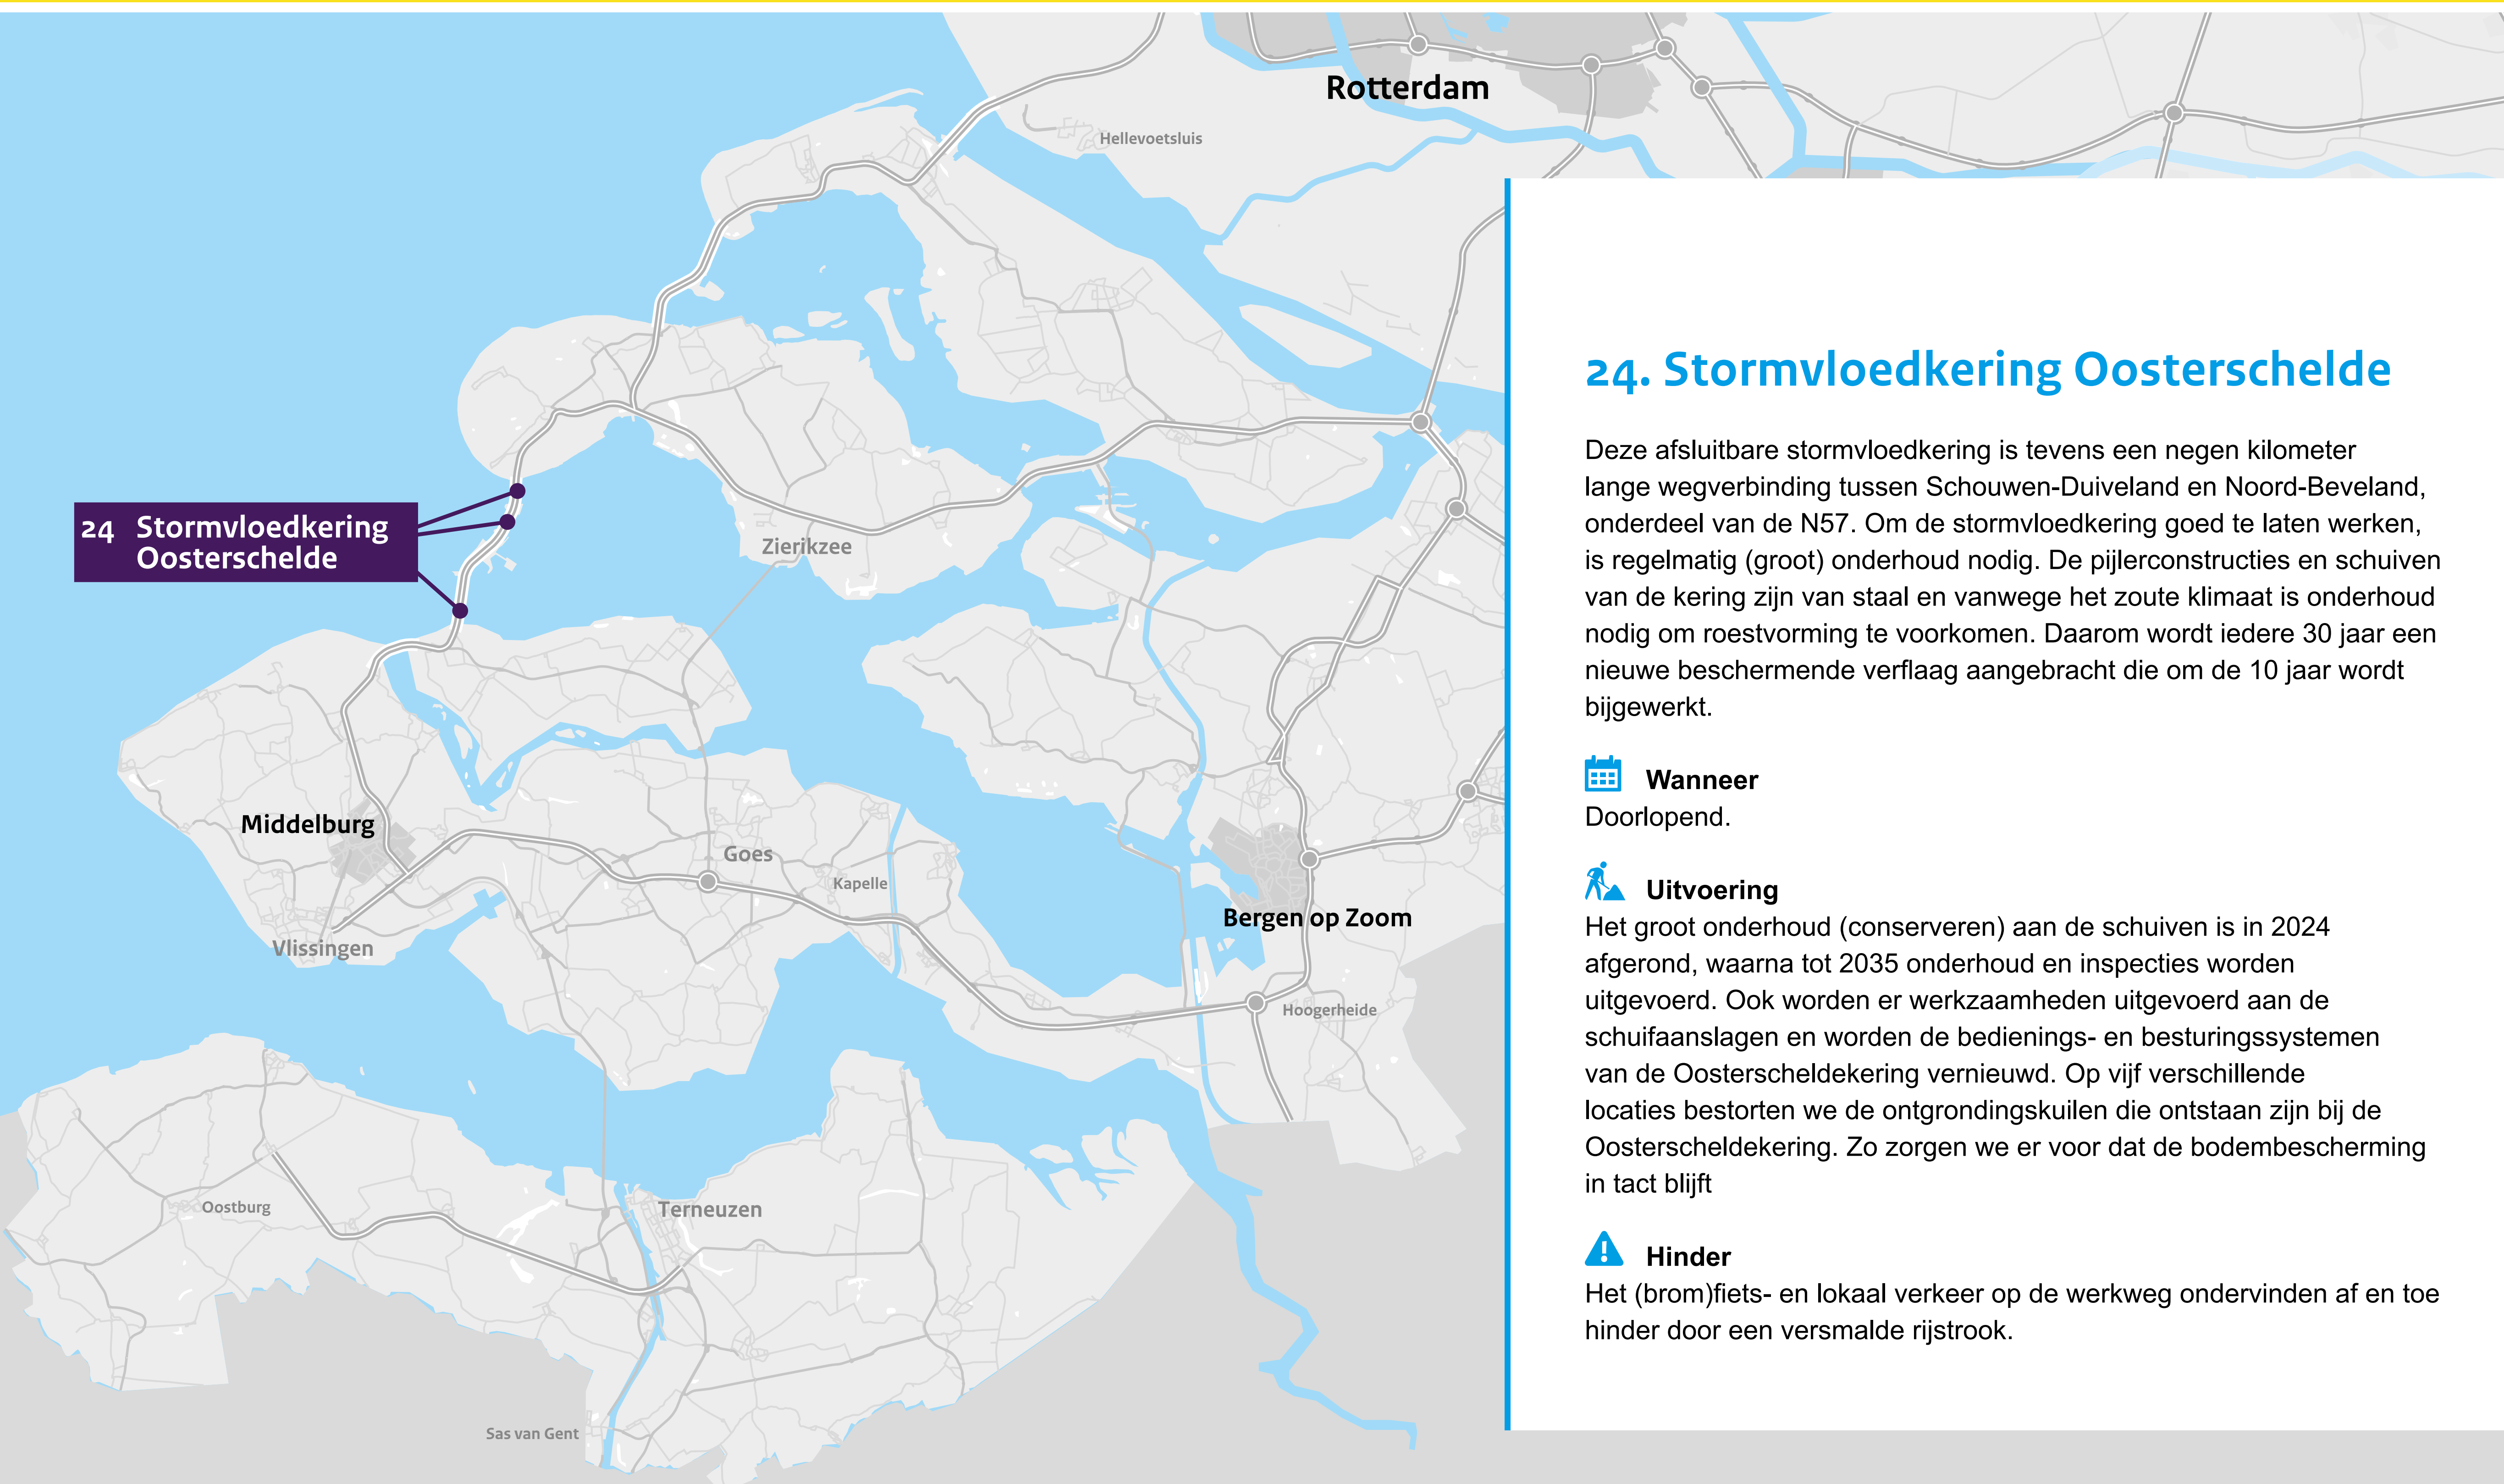 Rotterdam
Hellevoetsluis
24 Stormvloedkering
Oosterschelde
Zierikzee
Middelburg
Goes
Kapelle
Bergen op Zoom
Vlissingen
Hoogerheide
Oostburg
Terneuzen
Sas van Gent
24. Stormvloedkering Oosterschelde
Deze afsluitbare stormvloedkering is tevens een negen kilometer
lange wegverbinding tussen Schouwen-Duiveland en Noord-Beveland,
onderdeel van de N57. Om de stormvloedkering goed te laten werken,
is regelmatig (groot) onderhoud nodig. De pijlerconstructies en schuiven
van de kering zijn van staal en vanwege het zoute klimaat is onderhoud
nodig om roestvorming te voorkomen. Daarom wordt iedere 30 jaar een
nieuwe beschermende verflaag aangebracht die om de 10 jaar wordt
bijgewerkt.
Wanneer
Doorlopend.
Uitvoering
Het groot onderhoud (conserveren) aan de schuiven is in 2024
afgerond, waarna tot 2035 onderhoud en inspecties worden
uitgevoerd. Ook worden er werkzaamheden uitgevoerd aan de
schuifaanslagen en worden de bedienings- en besturingssystemen
van de Oosterscheldekering vernieuwd. Op vijf verschillende
locaties bestorten we de ontgrondingskuilen die ontstaan zijn bij de
Oosterscheldekering. Zo zorgen we er voor dat de bodembescherming
in tact blijft
Hinder
Het (brom)fiets- en lokaal verkeer op de werkweg ondervinden af en toe
hinder door een versmalde rijstrook.